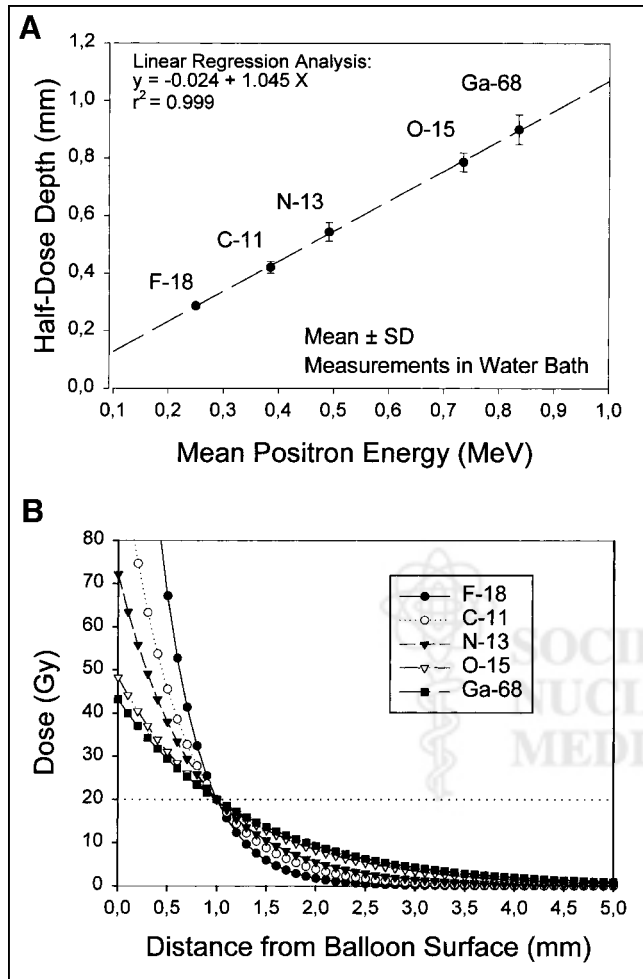 A
Linear Regression Analysis:
y = -0.024 + 1.045 X
r² = 0.999
Ga-68
O-15
N-13
C-11
F-18
Mean ± SD
Measurements in Water Bath
Half-Dose Depth (mm)
1,2
1,0
0,8
0,6
0,4
0,2
0,0
0,1 0,2 0,3 0,4 0,5 0,6 0,7 0,8 0,9 1,0
Mean Positron Energy (MeV)
B
Dose (Gy)
80
70
60
50
40
30
20
10
0
F-18
C-11
N-13
O-15
Ga-68
SOCI
NUCL
MEDI
0,0 0,5 1,0 1,5 2,0 2,5 3,0 3,5 4,0 4,5 5,0
Distance from Balloon Surface (mm)